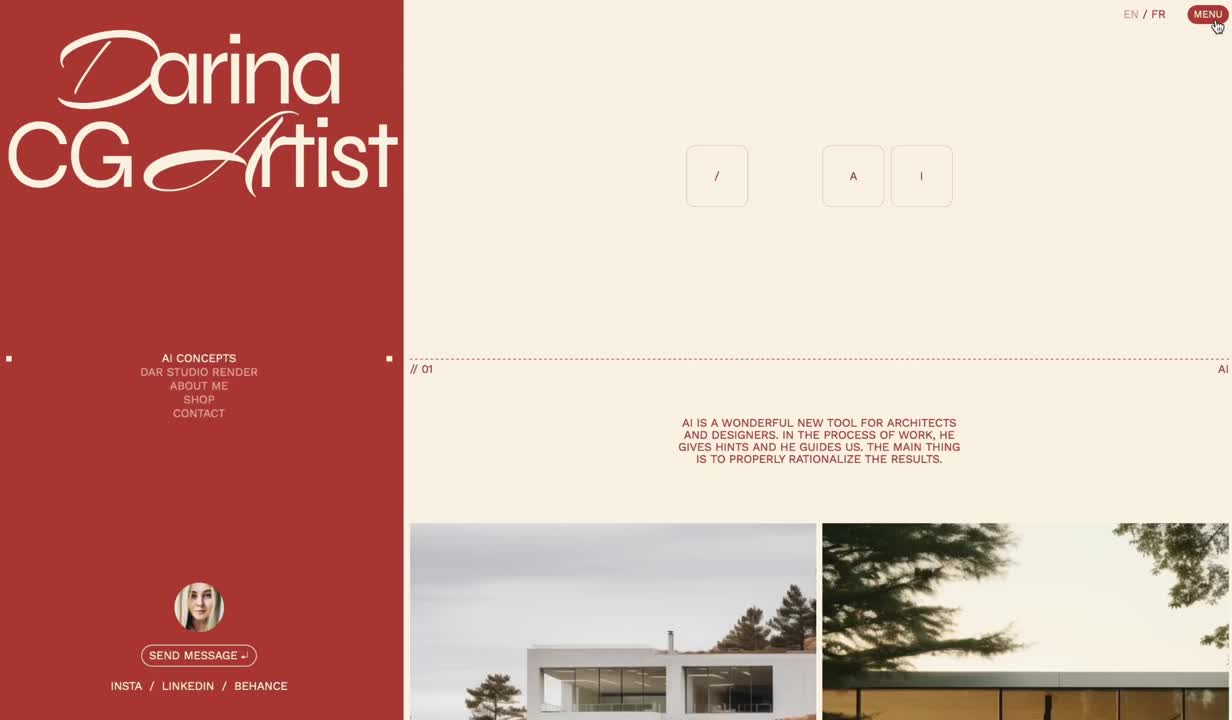 Darina
CG Artist
AI CONCEPTS
DAR STUDIO RENDER
ABOUT ME
SHOP
CONTACT
SEND MESSAGE ↲
INSTA / LINKEDIN / BEHANCE
EN / FR
MENU
/ A I
// 01
AI
AI IS A WONDERFUL NEW TOOL FOR ARCHITECTS
AND DESIGNERS. IN THE PROCESS OF WORK, HE
GIVES HINTS AND HE GUIDES US. THE MAIN THING
IS TO PROPERLY RATIONALIZE THE RESULTS.